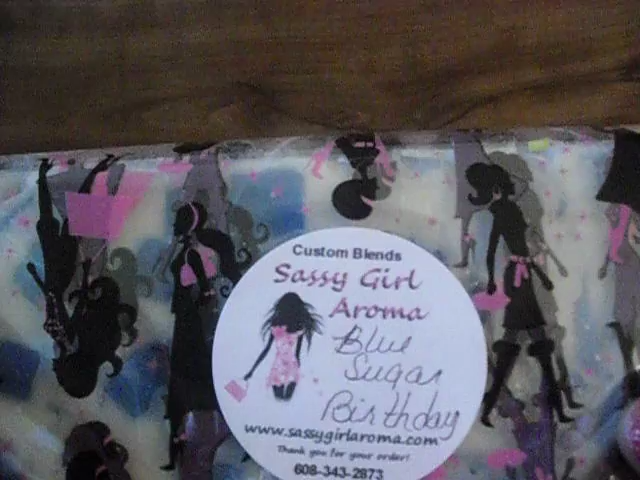 Custom Blends
Sassy Girl
Aroma
Blue
Sugar
Birthday
www.sassygirlaroma.com
Thank you for your order!
608-343-2873